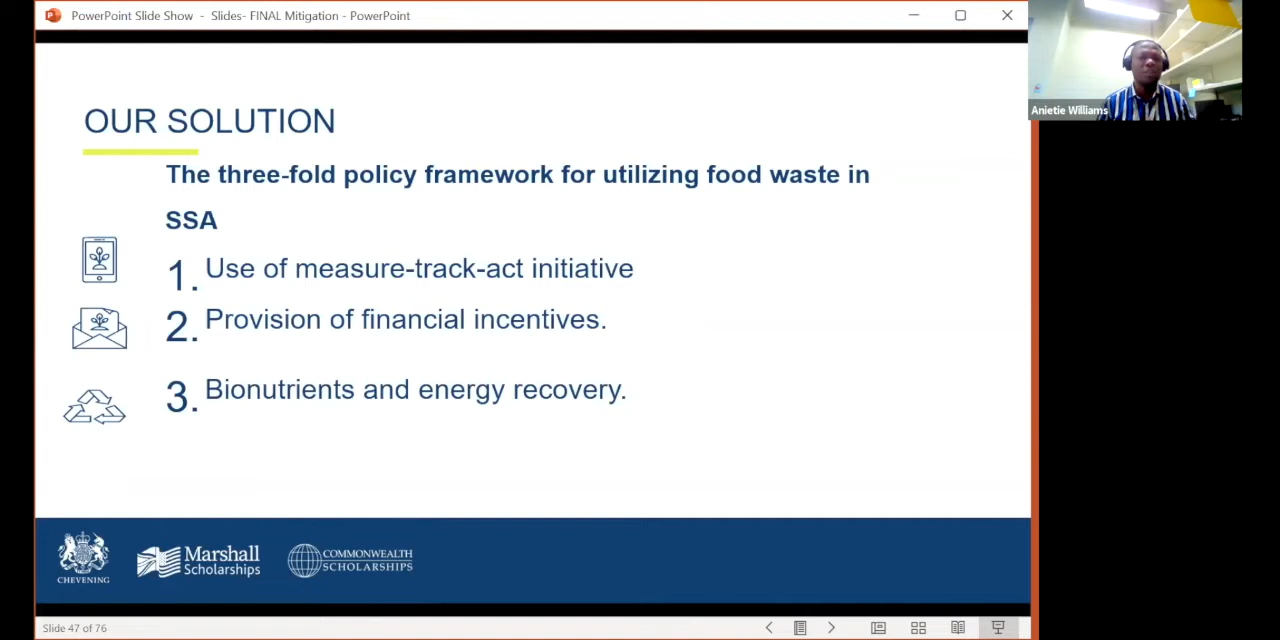 PowerPoint Slide Show - Slides- FINAL Mitigation - PowerPoint
Anietie Williams
OUR SOLUTION
The three-fold policy framework for utilizing food waste in
SSA
1. Use of measure-track-act initiative
2. Provision of financial incentives.
3. Bionutrients and energy recovery.
CHEVENING
Marshall
Scholarships
COMMONWEALTH
SCHOLARSHIPS
Slide 47 of 76